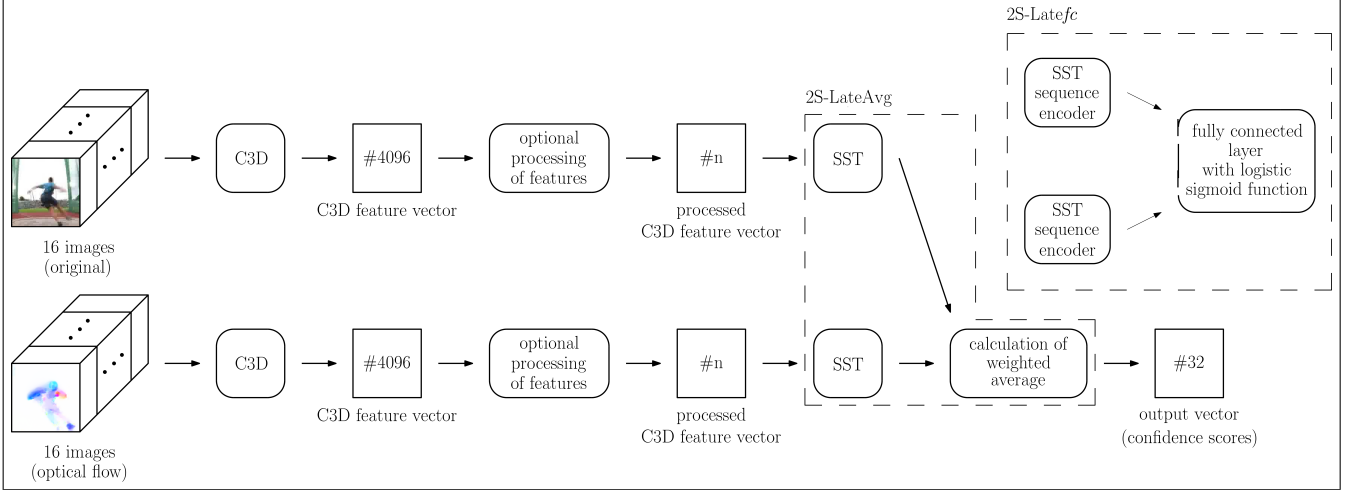 2S-Latefc
SST
sequence
encoder
fully connected
layer
with logistic
sigmoid function
SST
sequence
encoder
2S-LateAvg
C3D
#4096
optional
processing
of features
#n
SST
C3D feature vector
processed
C3D feature vector
16 images
(original)
C3D
#4096
optional
processing
of features
#n
SST
calculation of
weighted
average
#32
C3D feature vector
processed
C3D feature vector
output vector
(confidence scores)
16 images
(optical flow)